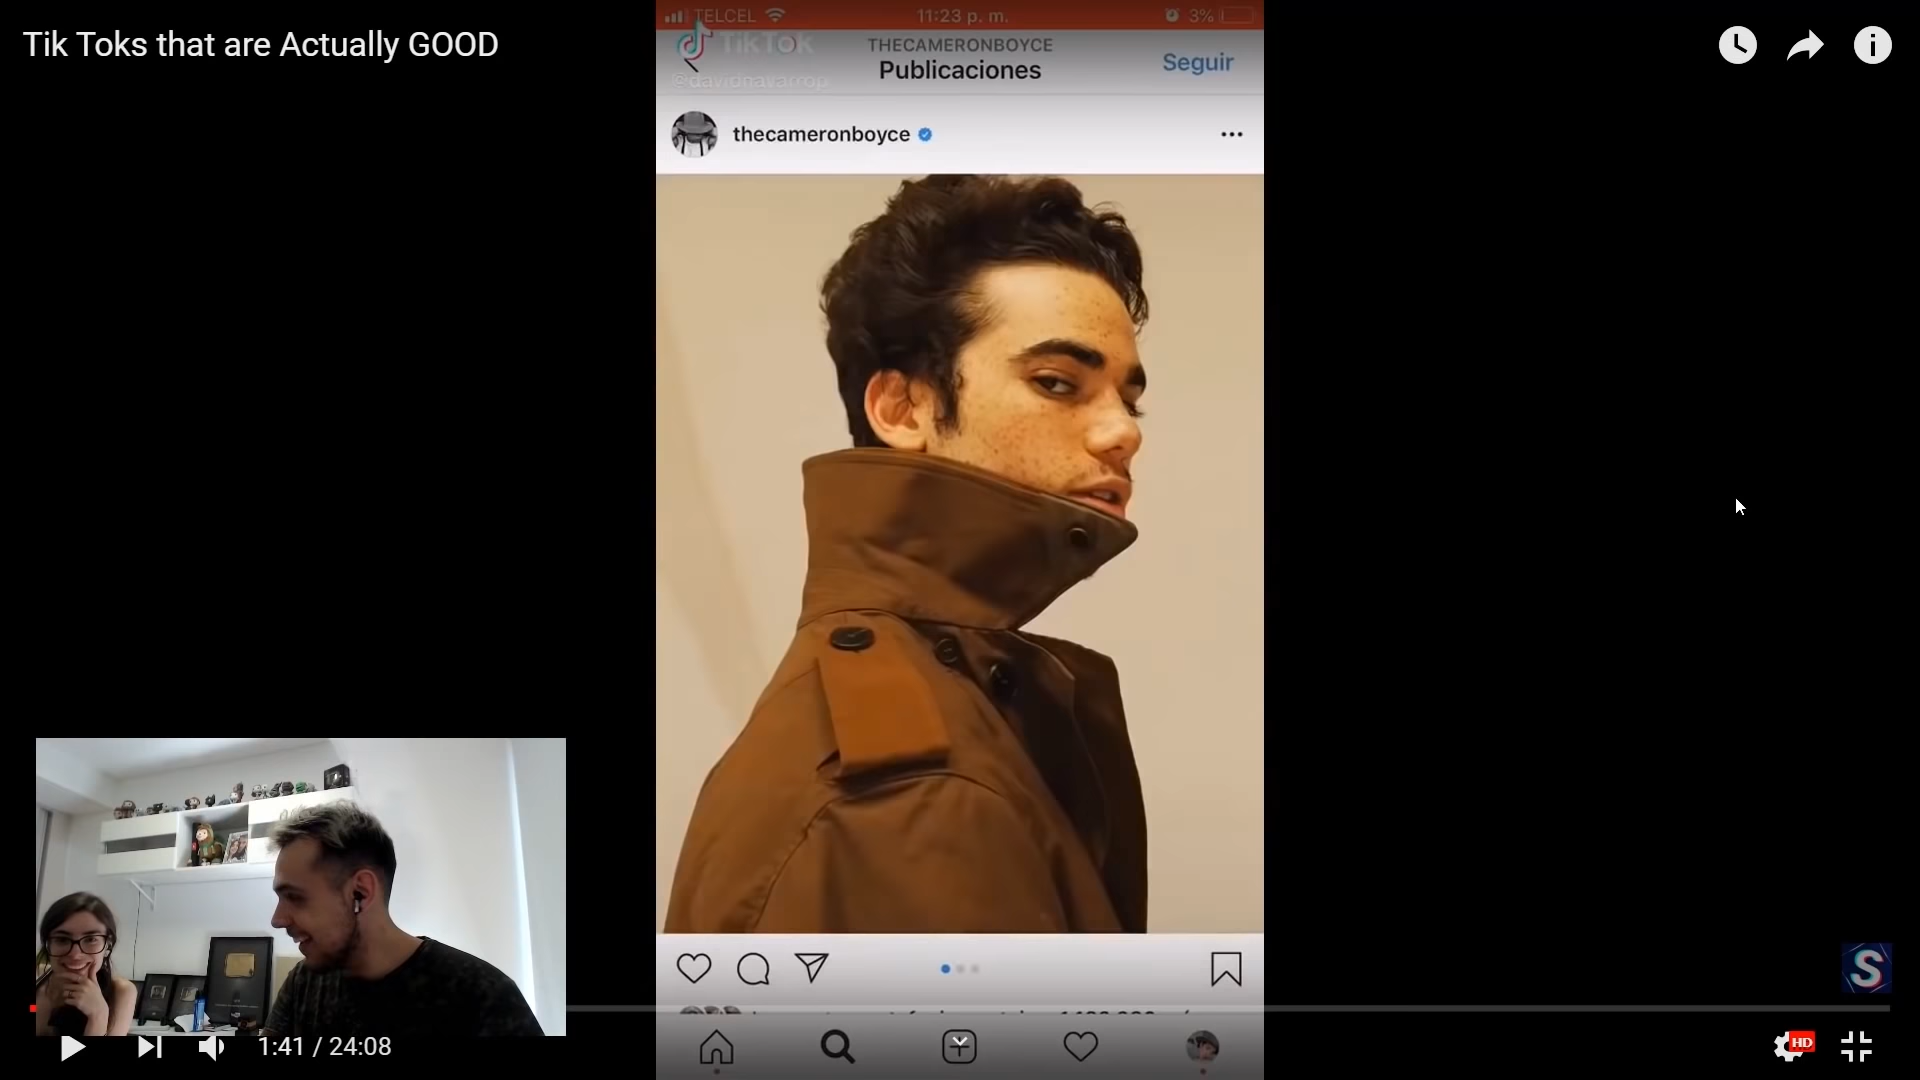 Tik Toks that are Actually GOOD
TELCEL
11:23 p. m.
3%
TikTok
@davidnavarrop
THECAMERONBOYCE
Publicaciones
Seguir
thecameronboyce
S
1:41 / 24:08
HD